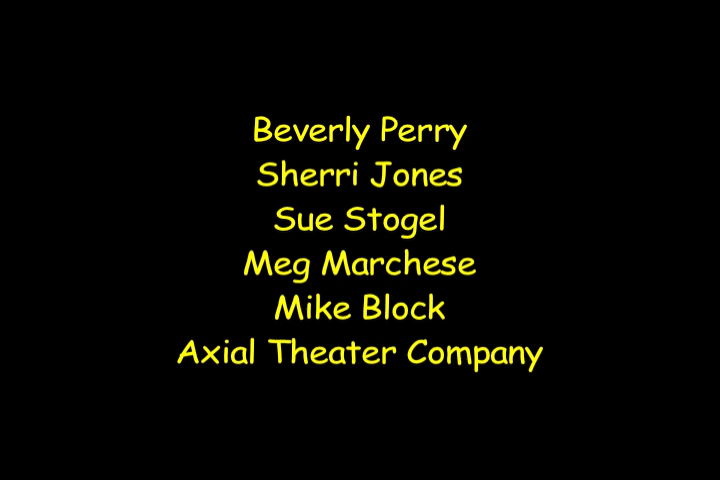 Beverly Perry
Sherri Jones
Sue Stogel
Meg Marchese
Mike Block
Axial Theater Company